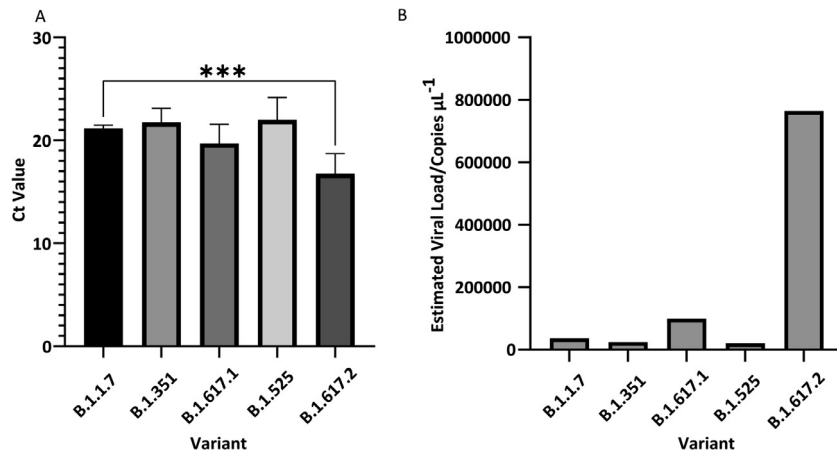 A
30
20
10
0
Ct Value
***
B.1.1.7
B.1.351
B.1.617.1
B.1.525
B.1.617.2
Variant
B
1000000
800000
600000
400000
200000
0
Estimated Viral Load/Copies µL⁻¹
B.1.1.7
B.1.351
B.1.617.1
B.1.525
B.1.617.2
Variant